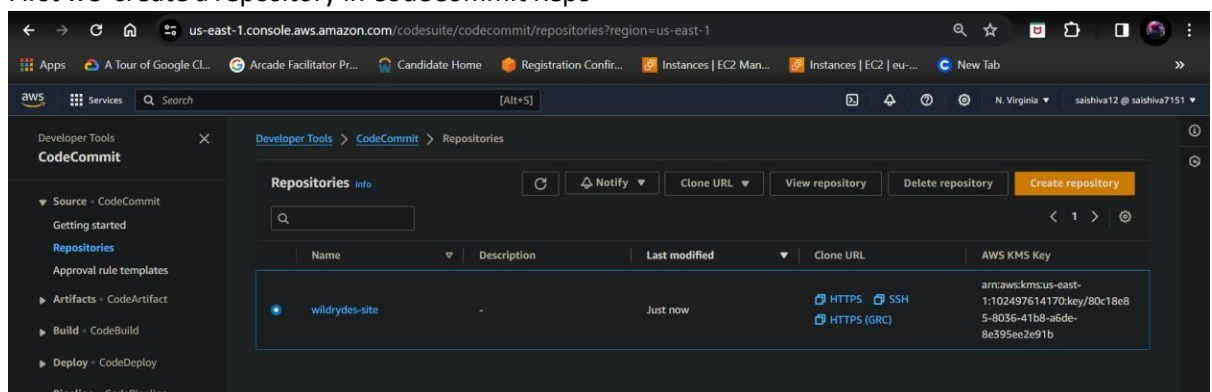 First we create a repository in CodeCommit Repo
us-east-1.console.aws.amazon.com/codesuite/codecommit/repositories?region=us-east-1
Apps A Tour of Google Cl... Arcade Facilitator Pr... Candidate Home Registration Confir... Instances | EC2 Man... Instances | EC2 | eu-... New Tab »
aws Services Search [Alt+S] N. Virginia ▼ saishiva12 @ saishiva7151 ▼
Developer Tools
CodeCommit
Developer Tools > CodeCommit > Repositories
Repositories Info Notify ▼ Clone URL ▼ View repository Delete repository Create repository
< 1 >
Source • CodeCommit
Getting started
Repositories
Approval rule templates
Artifacts • CodeArtifact
Build • CodeBuild
Deploy • CodeDeploy
Pipeline • CodePipeline
Name Description Last modified Clone URL AWS KMS Key
wildrydes-site - Just now HTTPS SSH
HTTPS (GRC)
arn:aws:kms:us-east-
1:102497614170:key/80c18e8
5-8036-41b8-a6de-
8e395ee2e91b